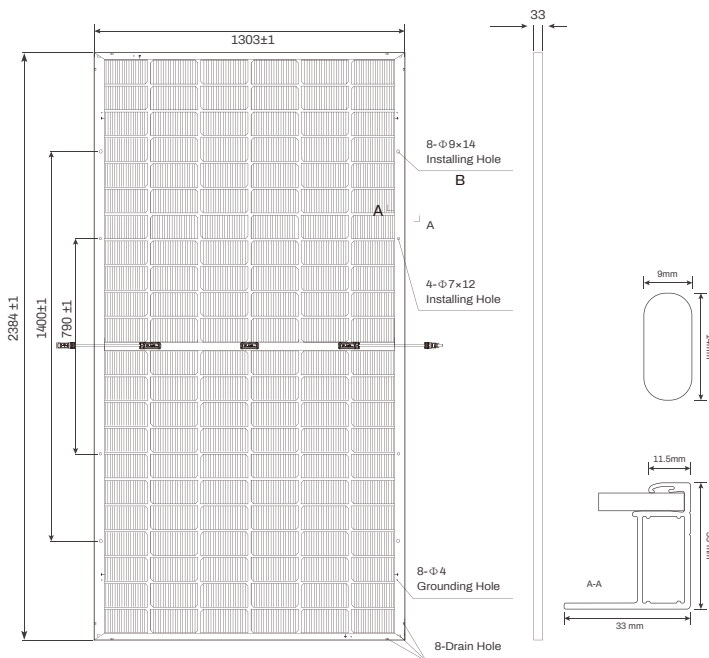 33
1303±1
8-Φ9×14
Installing Hole
B
A
A
4-Φ7×12
Installing Hole
2384 ±1
1400±1
790 ±1
9mm
11.5mm
A-A
33 mm
8-Φ4
Grounding Hole
8-Drain Hole